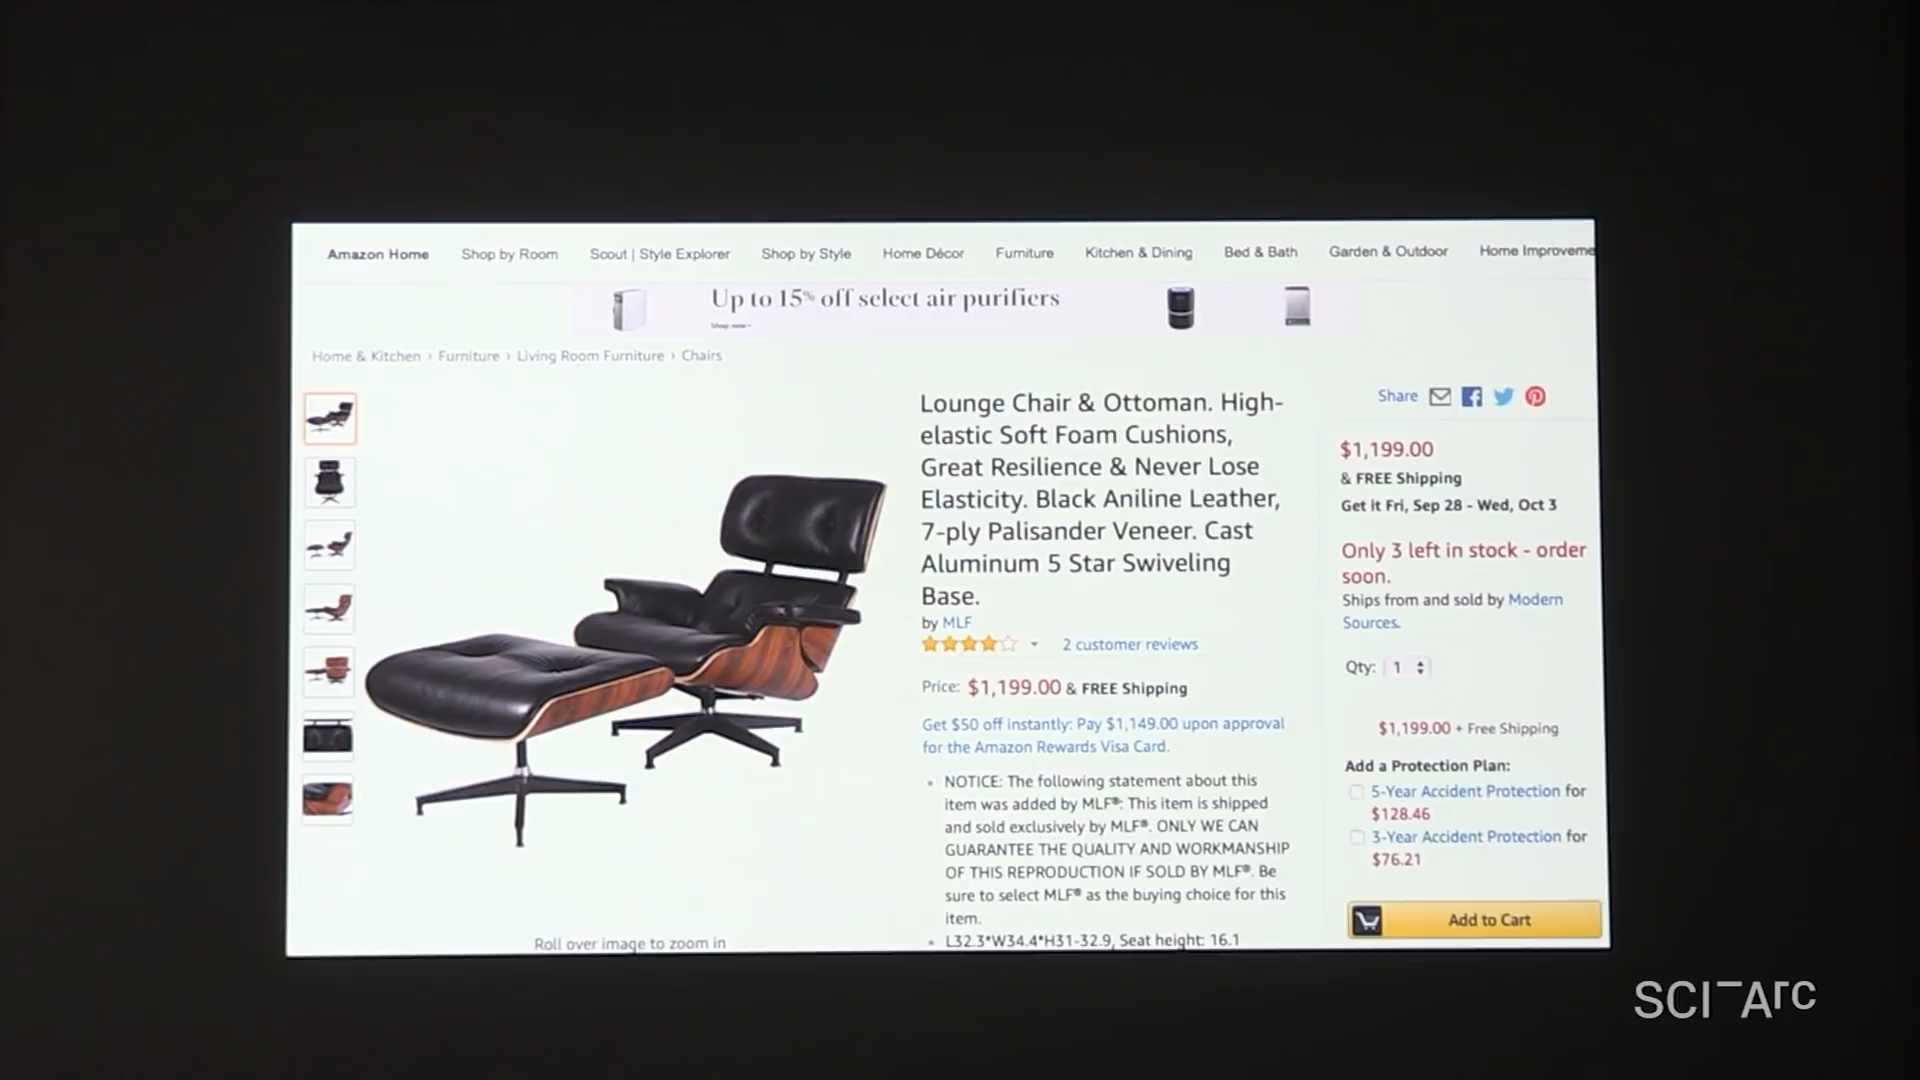 Amazon Home Shop by Room Scout | Style Explorer Shop by Style Home Décor Furniture Kitchen & Dining Bed & Bath Garden & Outdoor Home Improveme
Up to 15% off select air purifiers
Shop now ›
Home & Kitchen › Furniture › Living Room Furniture › Chairs
Lounge Chair & Ottoman. High-
elastic Soft Foam Cushions,
Great Resilience & Never Lose
Elasticity. Black Aniline Leather,
7-ply Palisander Veneer. Cast
Aluminum 5 Star Swiveling
Base.
by MLF
2 customer reviews
Price: $1,199.00 & FREE Shipping
Get $50 off instantly: Pay $1,149.00 upon approval
for the Amazon Rewards Visa Card.
• NOTICE: The following statement about this
item was added by MLF®: This item is shipped
and sold exclusively by MLF®. ONLY WE CAN
GUARANTEE THE QUALITY AND WORKMANSHIP
OF THIS REPRODUCTION IF SOLD BY MLF®. Be
sure to select MLF® as the buying choice for this
item.
• L32.3*W34.4*H31-32.9, Seat height: 16.1
Roll over image to zoom in
Share
$1,199.00
& FREE Shipping
Get it Fri, Sep 28 - Wed, Oct 3
Only 3 left in stock - order
soon.
Ships from and sold by Modern
Sources.
Qty: 1
$1,199.00 + Free Shipping
Add a Protection Plan:
5-Year Accident Protection for
$128.46
3-Year Accident Protection for
$76.21
Add to Cart
SCI-Arc